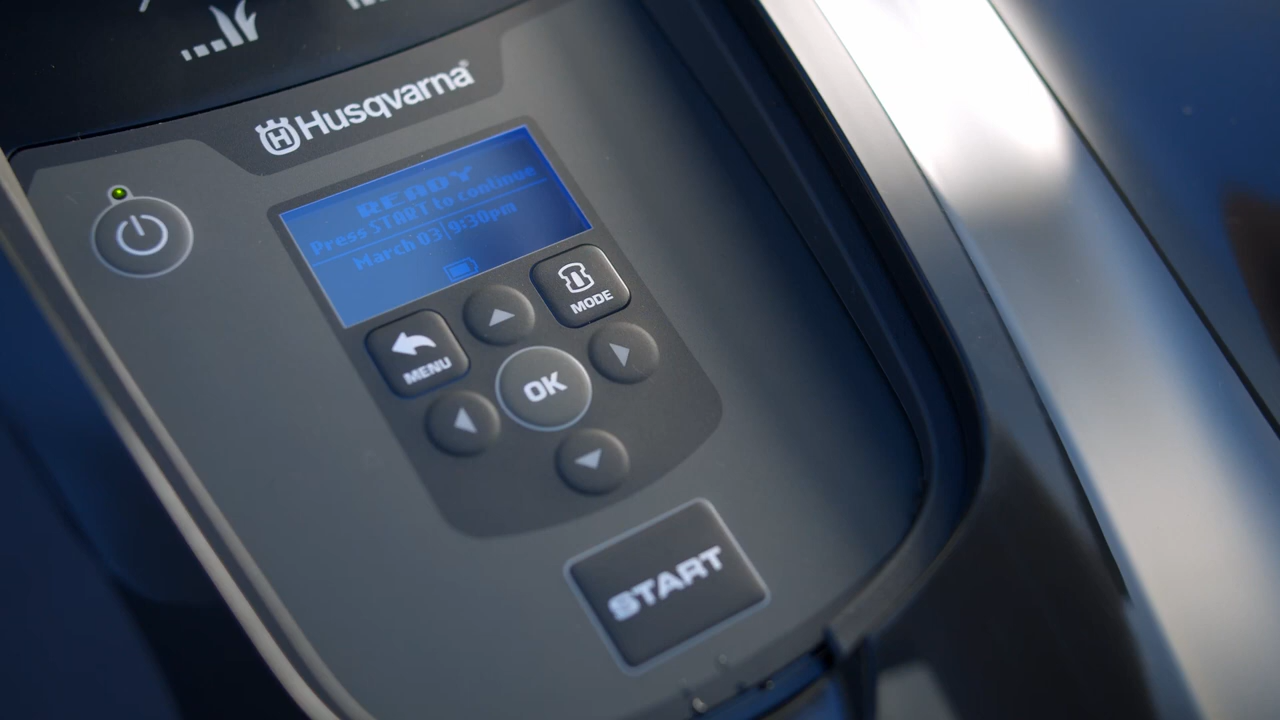 Husqvarna
READY
Press START to continue
March 03|9:30pm
MODE
MENU
OK
START